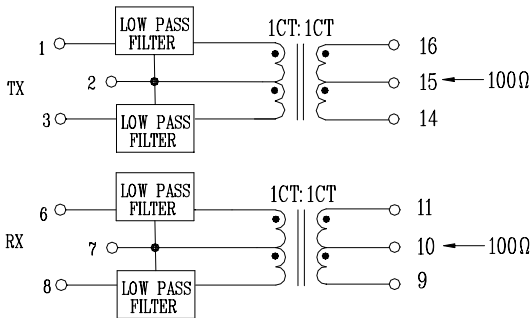 LOW PASS
FILTER
1CT:1CT
1
16
2
15
100Ω
TX
3
14
LOW PASS
FILTER
LOW PASS
FILTER
1CT:1CT
6
11
RX
7
10
100Ω
8
9
LOW PASS
FILTER